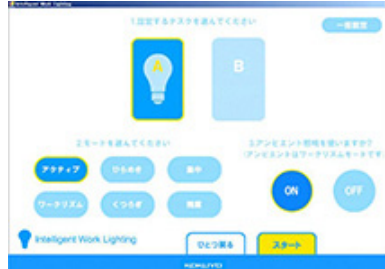 Intelligent Work Lighting
1.設定するタスクを選んでください
一般設定
A
B
2.モードを選んでください
3.アンビエント照明を使いますか?
(アンビエントはワークリズムモードです)
アクティブ
ひらめき
集中
ON
OFF
ワークリズム
くつろぎ
Intelligent Work Lighting
ひとつ戻る
スタート
KOKUYO